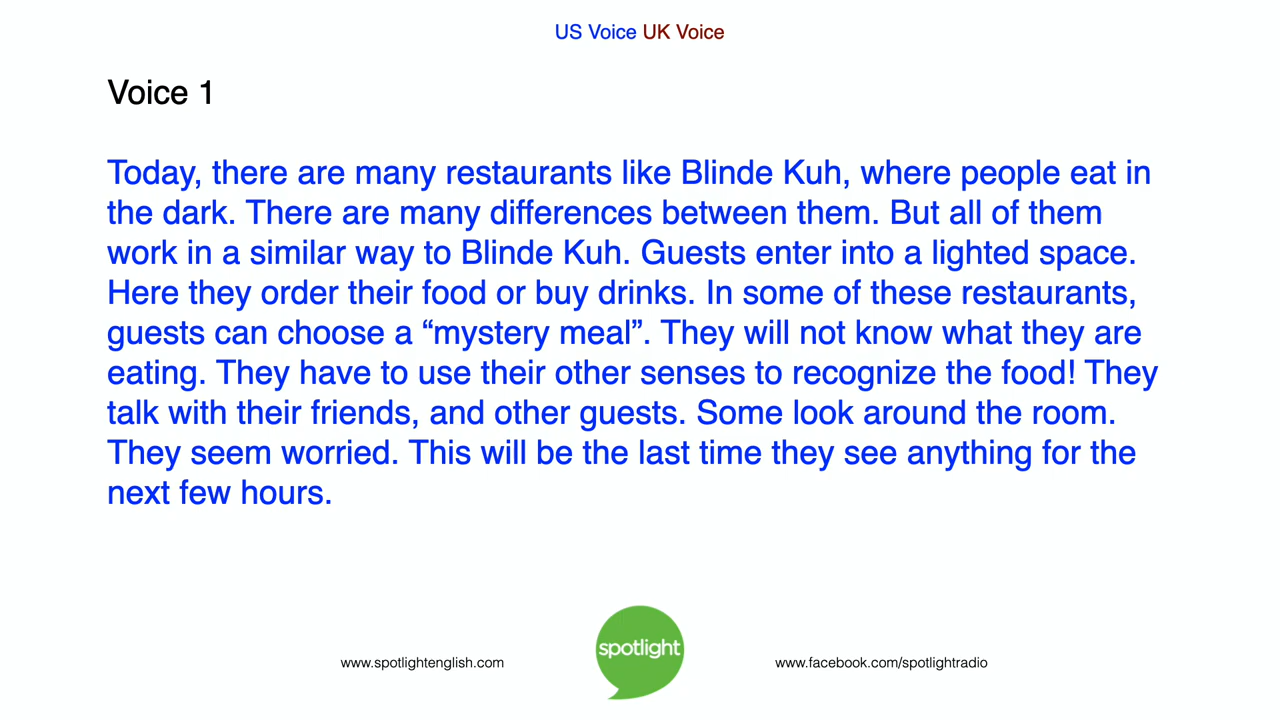 US Voice UK Voice
Voice 1
Today, there are many restaurants like Blinde Kuh, where people eat in
the dark. There are many differences between them. But all of them
work in a similar way to Blinde Kuh. Guests enter into a lighted space.
Here they order their food or buy drinks. In some of these restaurants,
guests can choose a “mystery meal”. They will not know what they are
eating. They have to use their other senses to recognize the food! They
talk with their friends, and other guests. Some look around the room.
They seem worried. This will be the last time they see anything for the
next few hours.
spotlight
www.spotlightenglish.com
www.facebook.com/spotlightradio